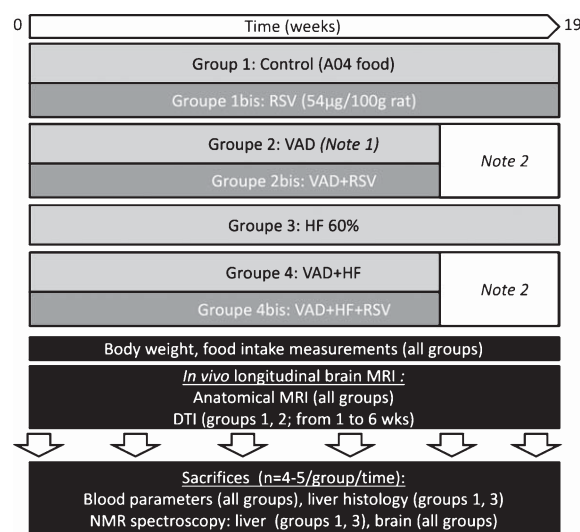 0 Time (weeks) 19
Group 1: Control (A04 food)
Groupe 1bis: RSV (54µg/100g rat)
Groupe 2: VAD (Note 1)
Groupe 2bis: VAD+RSV
Note 2
Groupe 3: HF 60%
Groupe 4: VAD+HF
Groupe 4bis: VAD+HF+RSV
Note 2
Body weight, food intake measurements (all groups)
In vivo longitudinal brain MRI :
Anatomical MRI (all groups)
DTI (groups 1, 2; from 1 to 6 wks)
Sacrifices (n=4-5/group/time):
Blood parameters (all groups), liver histology (groups 1, 3)
NMR spectroscopy: liver (groups 1, 3), brain (all groups)